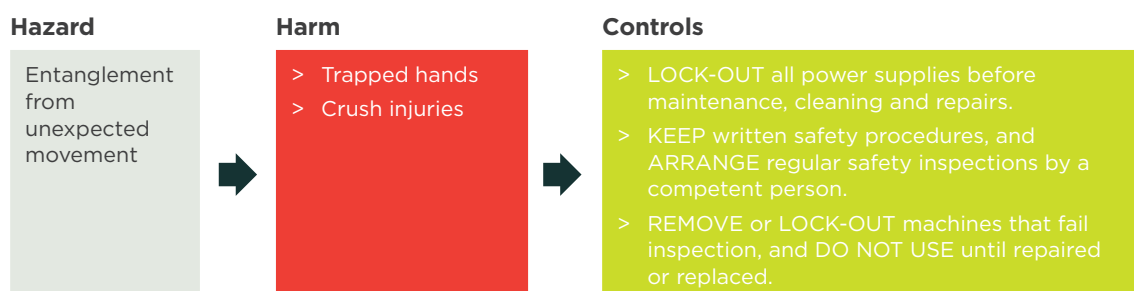 Hazard
Entanglement
from
unexpected
movement
Harm
> Trapped hands
> Crush injuries
Controls
> LOCK-OUT all power supplies before
maintenance, cleaning and repairs.
> KEEP written safety procedures, and
ARRANGE regular safety inspections by a
competent person.
> REMOVE or LOCK-OUT machines that fail
inspection, and DO NOT USE until repaired
or replaced.